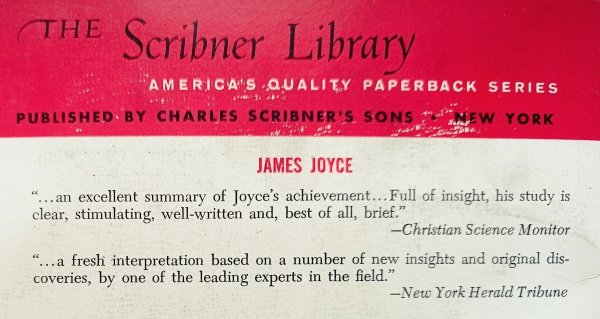 THE Scribner Library
AMERICA'S QUALITY PAPERBACK SERIES
PUBLISHED BY CHARLES SCRIBNER'S SONS · NEW YORK
JAMES JOYCE
“...an excellent summary of Joyce's achievement...Full of insight, his study is
clear, stimulating, well-written and, best of all, brief.”
—Christian Science Monitor
“...a fresh interpretation based on a number of new insights and original dis-
coveries, by one of the leading experts in the field.”
—New York Herald Tribune